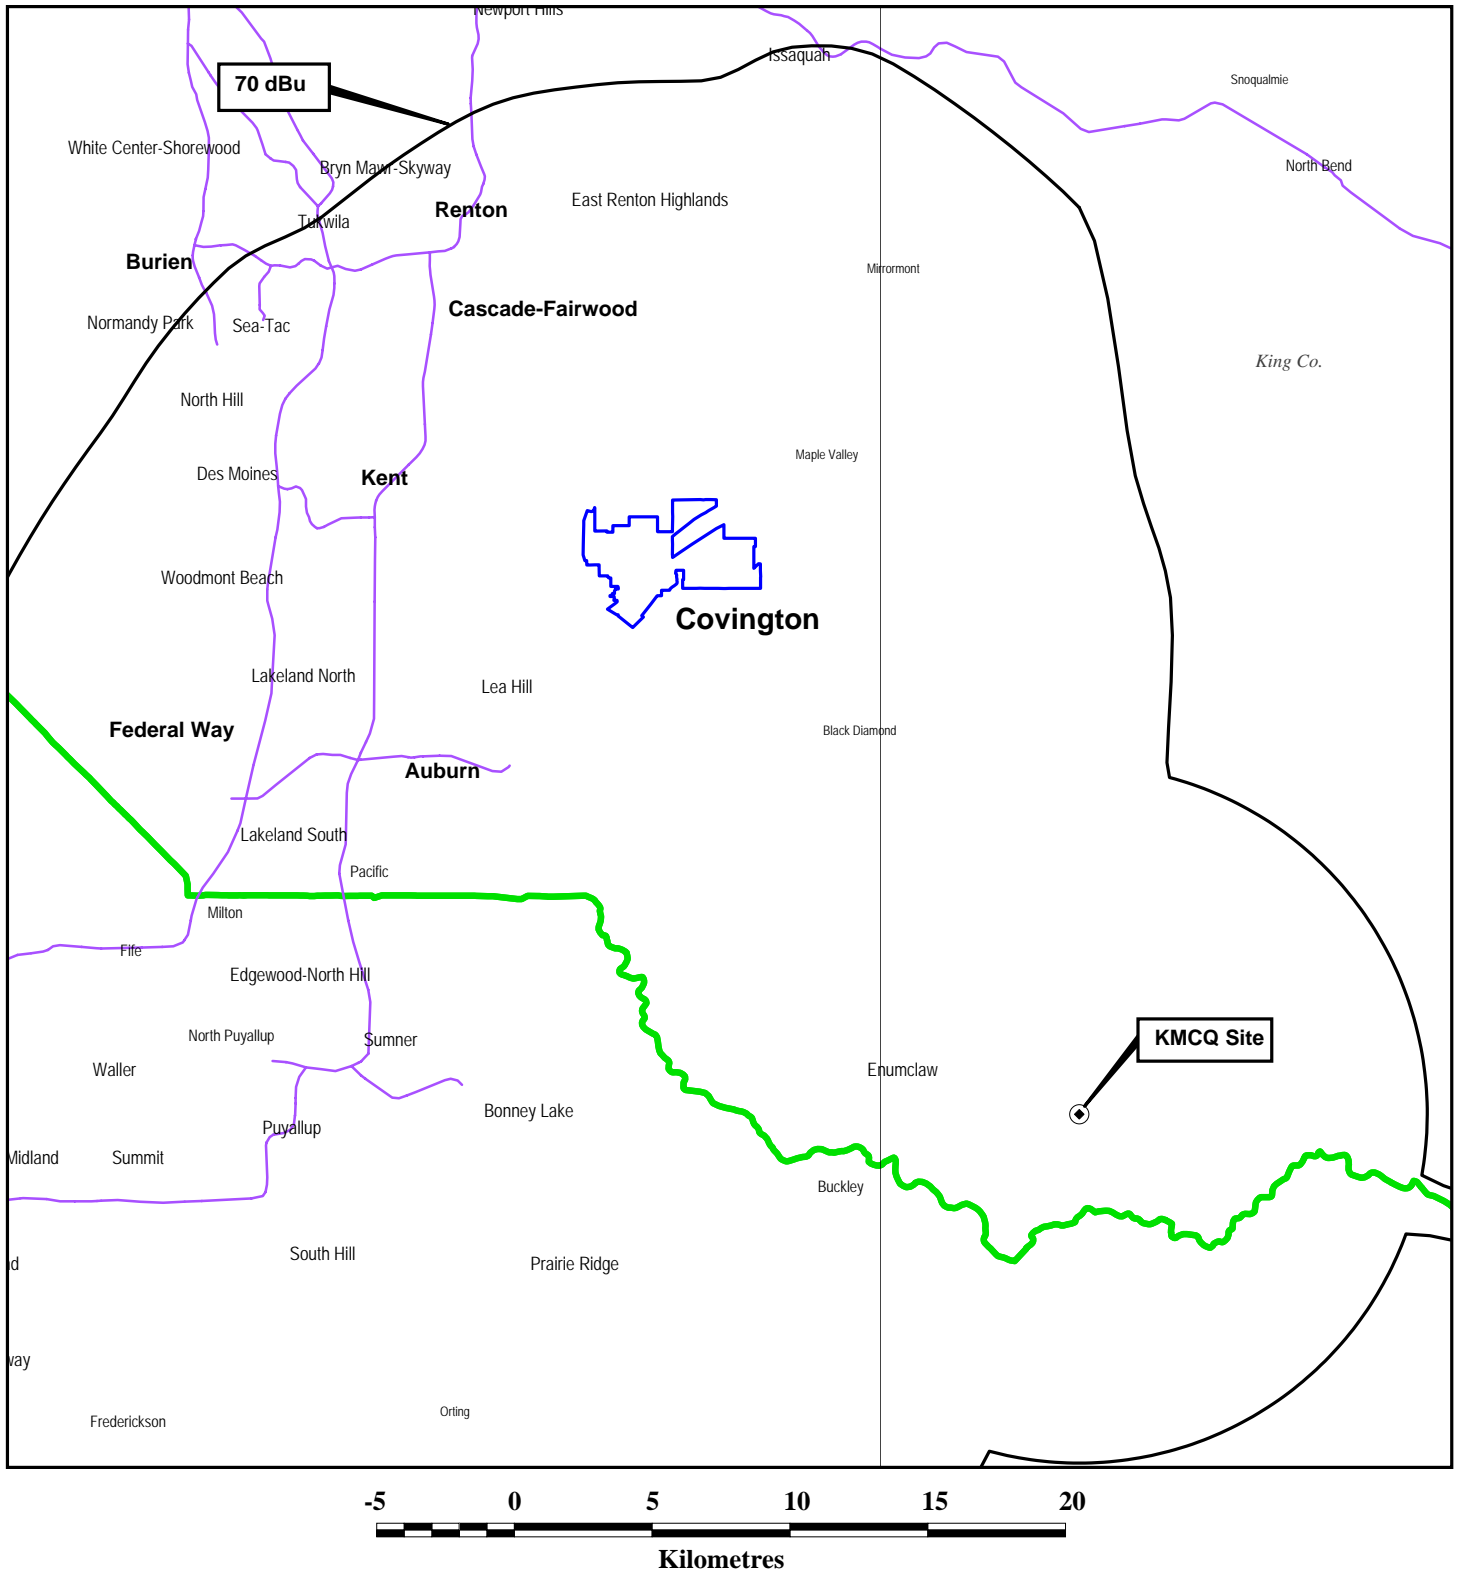 Newport Hills
Issaquah
Snoqualmie
70 dBu
White Center-Shorewood
Bryn Mawr-Skyway
North Bend
East Renton Highlands
Renton
Tukwila
Burien
Mirrormont
Cascade-Fairwood
Normandy Park
Sea-Tac
King Co.
North Hill
Maple Valley
Des Moines
Kent
Woodmont Beach
Covington
Lakeland North
Lea Hill
Federal Way
Black Diamond
Auburn
Lakeland South
Pacific
Milton
Fife
Edgewood-North Hill
North Puyallup
Sumner
KMCQ Site
Waller
Enumclaw
Bonney Lake
Puyallup
Midland
Summit
Buckley
South Hill
Prairie Ridge
Orting
Frederickson
-5 0 5 10 15 20
Kilometres